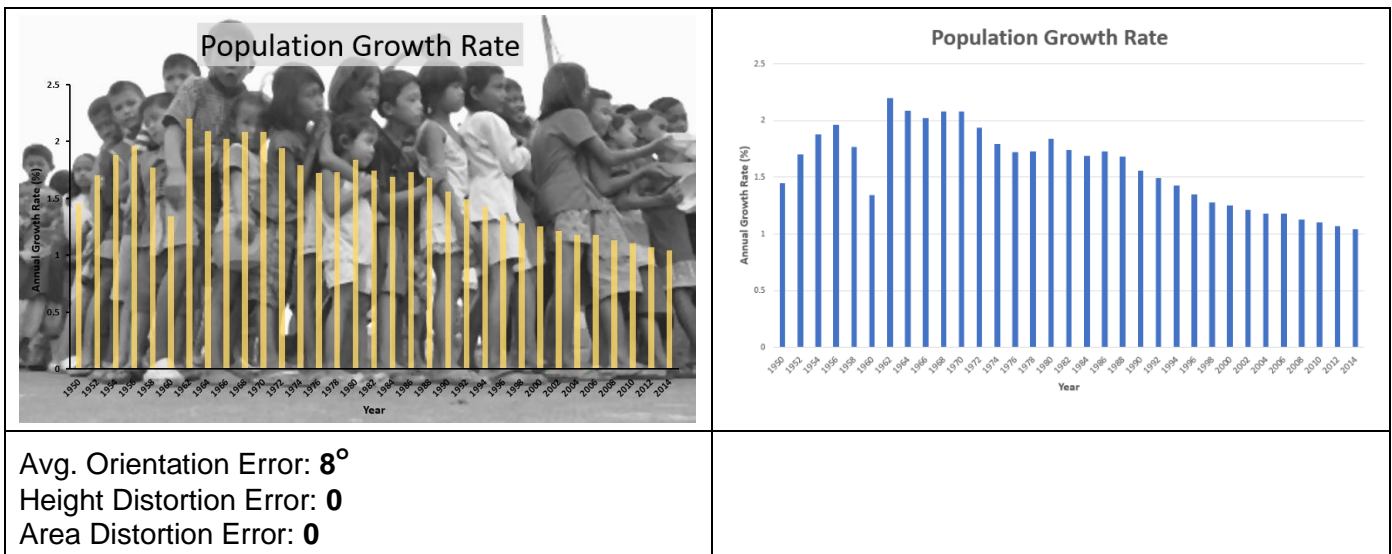 Population Growth Rate
2.5
2
1.5
1
0.5
0
Annual Growth Rate (%)
1950 1952 1954 1956 1958 1960 1962 1964 1966 1968 1970 1972 1974 1976 1978 1980 1982 1984 1986 1988 1990 1992 1994 1996 1998 2000 2002 2004 2006 2008 2010 2012 2014
Year
Population Growth Rate
2.5
2
1.5
1
0.5
0
Annual Growth Rate (%)
1950 1952 1954 1956 1958 1960 1962 1964 1966 1968 1970 1972 1974 1976 1978 1980 1982 1984 1986 1988 1990 1992 1994 1996 1998 2000 2002 2004 2006 2008 2010 2012 2014
Year
Avg. Orientation Error: 8°
Height Distortion Error: 0
Area Distortion Error: 0